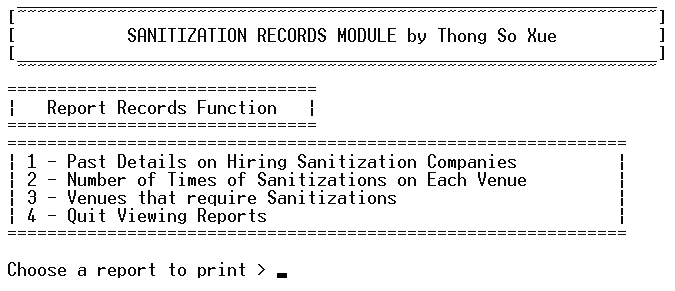 [ SANITIZATION RECORDS MODULE by Thong So Xue ]
| Report Records Function |
| 1 - Past Details on Hiring Sanitization Companies |
| 2 - Number of Times of Sanitizations on Each Venue |
| 3 - Venues that require Sanitizations |
| 4 - Quit Viewing Reports |
Choose a report to print > _